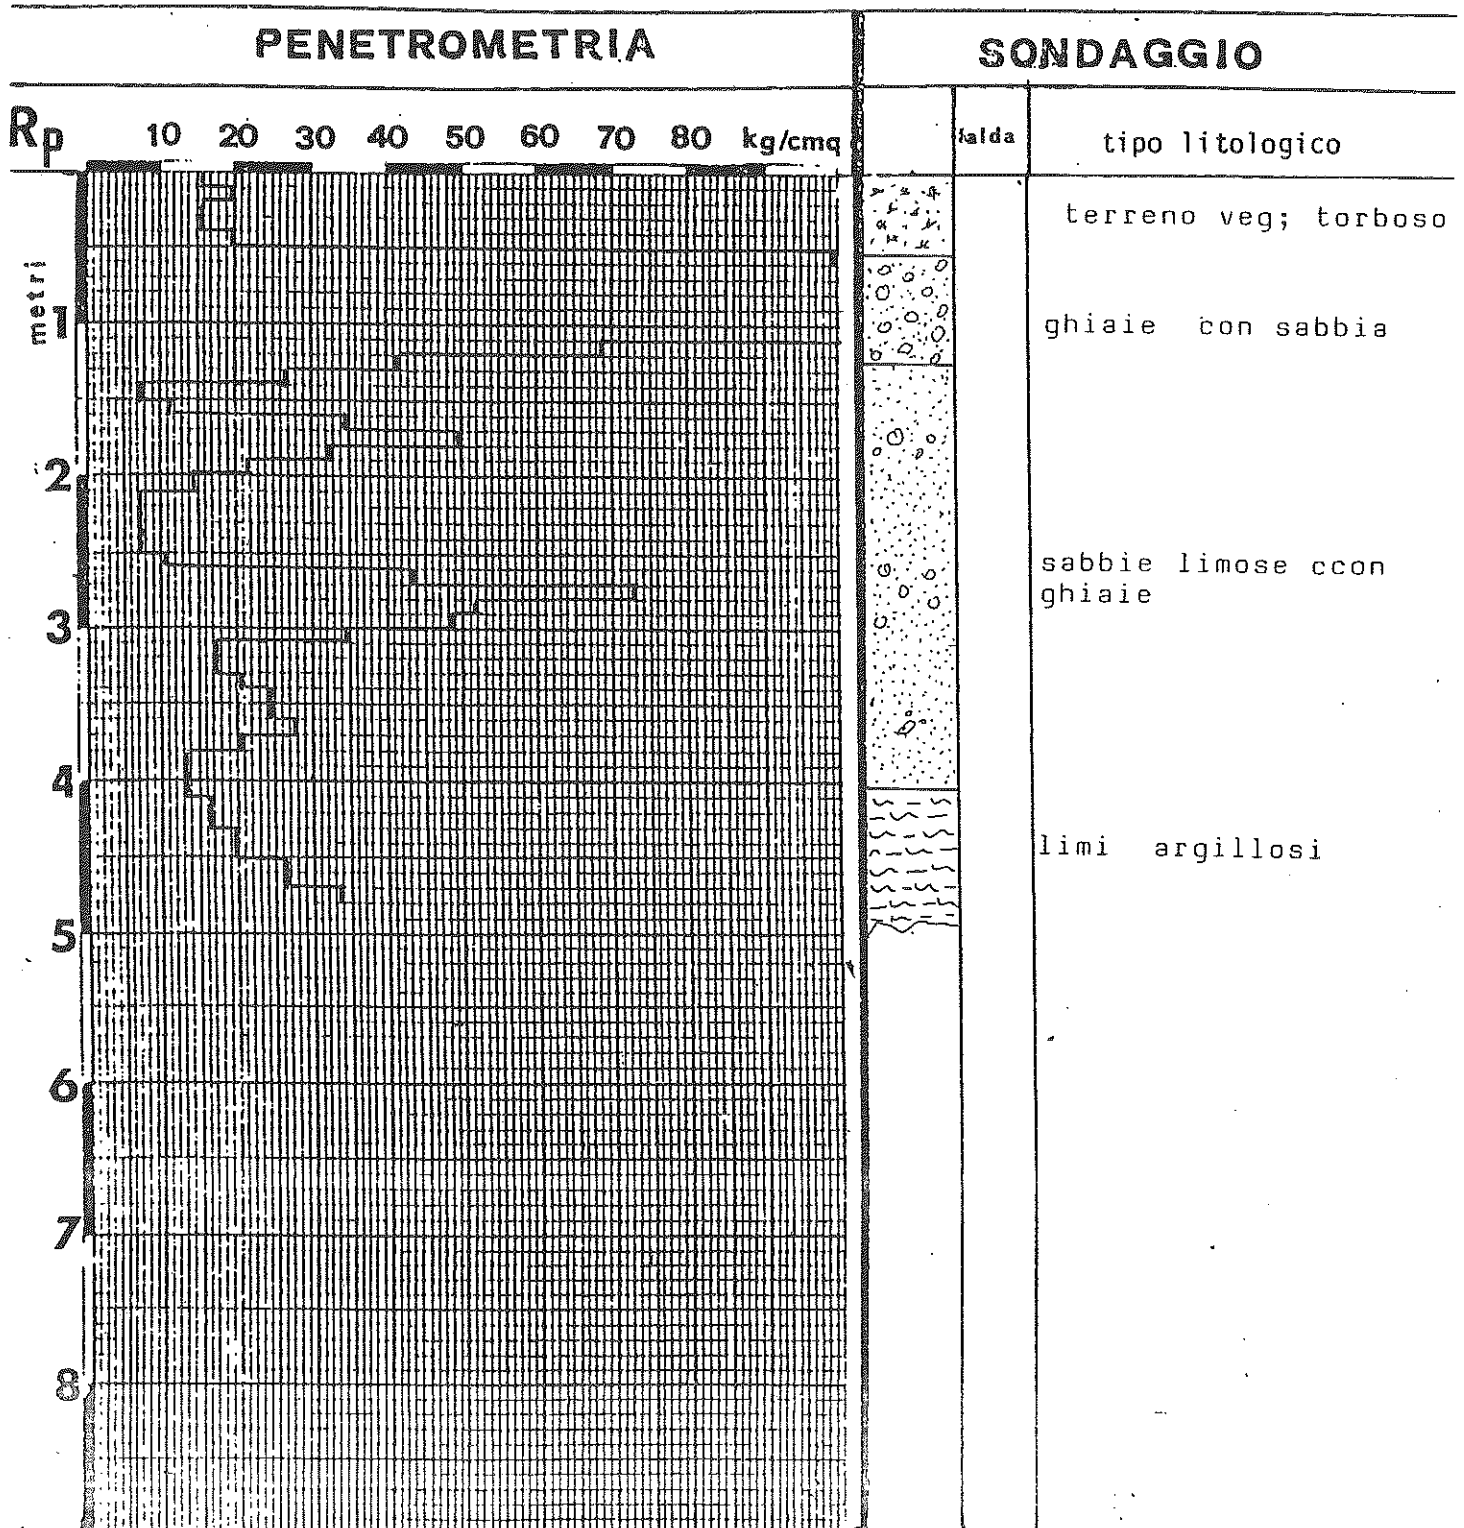 PENETROMETRIA
SONDAGGIO
Rp 10 20 30 40 50 60 70 80 kg/cmq
falda
tipo litologico
metri
1
2
3
4
5
6
7
8
terreno veg; torboso
ghiaie con sabbia
sabbie limose ccon
ghiaie
limi argillosi